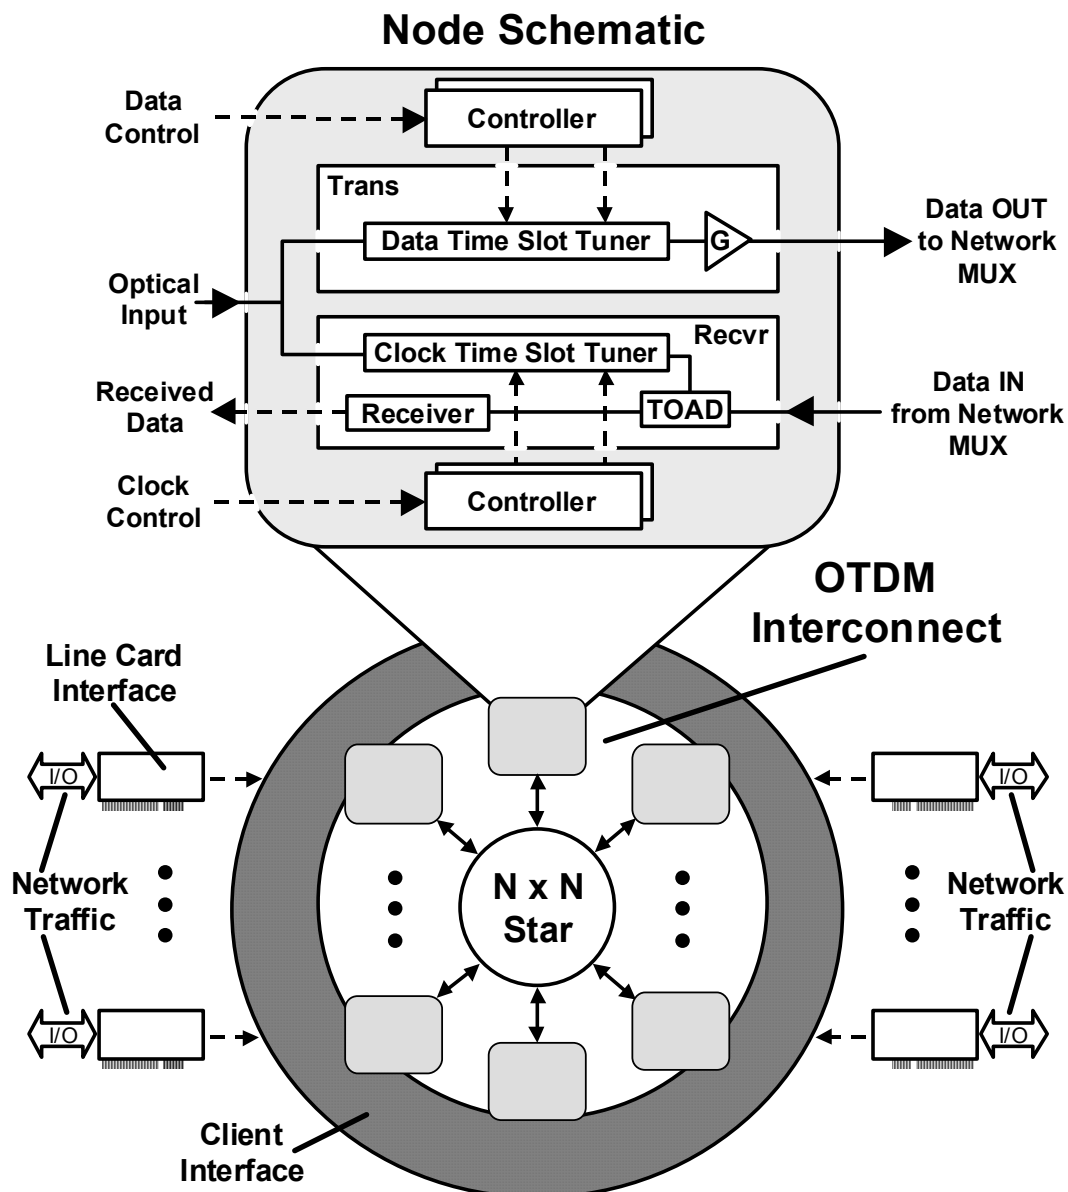 Node Schematic
Data
Control
Controller
Trans
Data Time Slot Tuner
G
Data OUT
to Network
MUX
Optical
Input
Recvr
Clock Time Slot Tuner
Received
Data
Receiver
TOAD
Data IN
from Network
MUX
Clock
Control
Controller
OTDM
Interconnect
Line Card
Interface
I/O
I/O
Network
Traffic
N x N
Star
Network
Traffic
I/O
I/O
Client
Interface